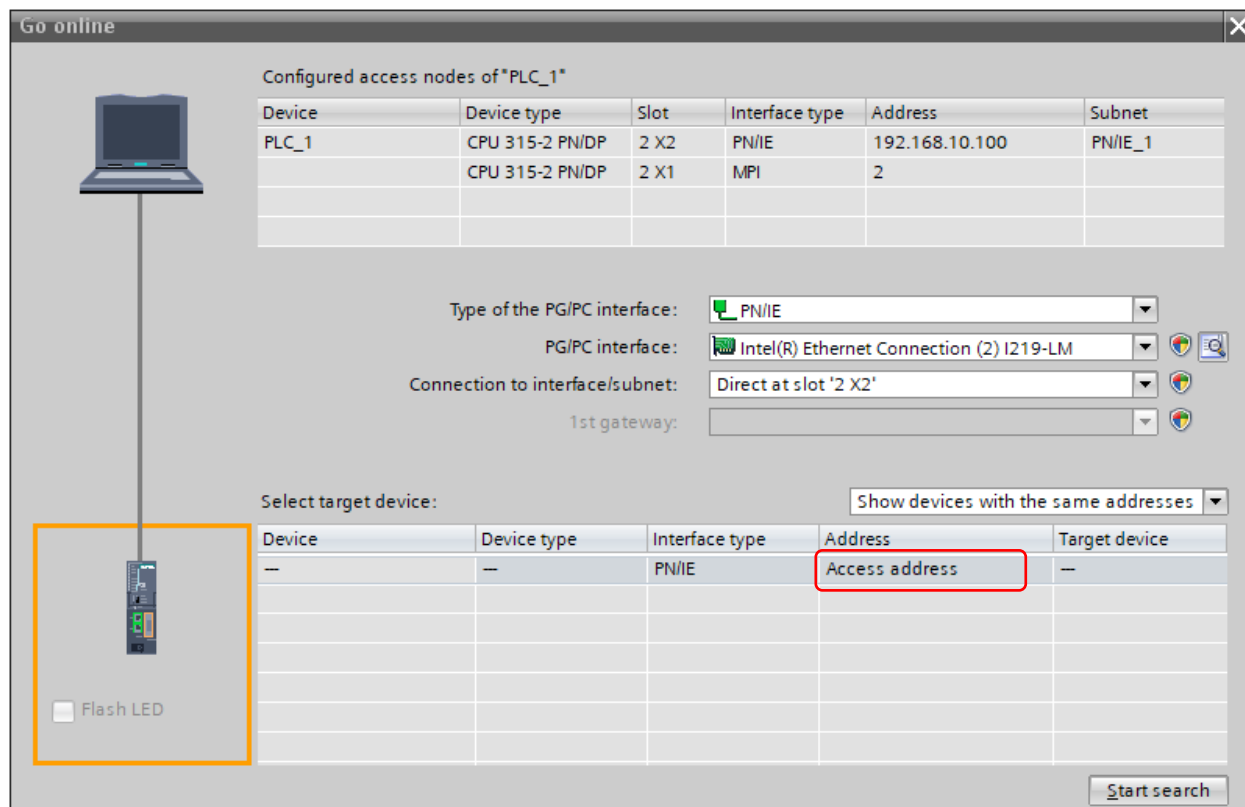 Go online
Configured access nodes of "PLC_1"
Device Device type Slot Interface type Address Subnet
PLC_1 CPU 315-2 PN/DP 2 X2 PN/IE 192.168.10.100 PN/IE_1
CPU 315-2 PN/DP 2 X1 MPI 2
Type of the PG/PC interface: PN/IE
PG/PC interface: Intel(R) Ethernet Connection (2) I219-LM
Connection to interface/subnet: Direct at slot '2 X2'
1st gateway:
Select target device: Show devices with the same addresses
Device Device type Interface type Address Target device
— — PN/IE Access address —
Flash LED
Start search